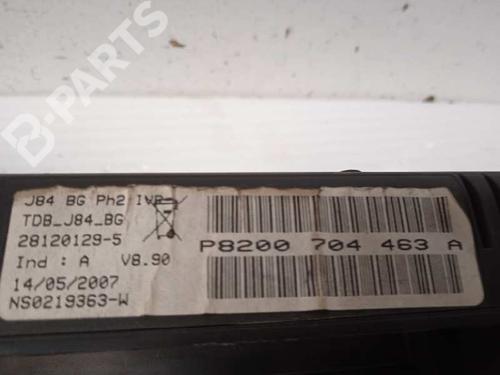 B-PARTS
J84 BG Ph2 IVP
TDB_J84_BG
28120129-5
Ind : A V8.90
14/05/2007
NS0219363-W
P8200 704 463 A